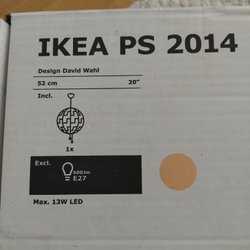 IKEA PS 2014
Design David Wahl
52 cm 20"
Incl.
1x
Excl.
600lm
E27
Max. 13W LED